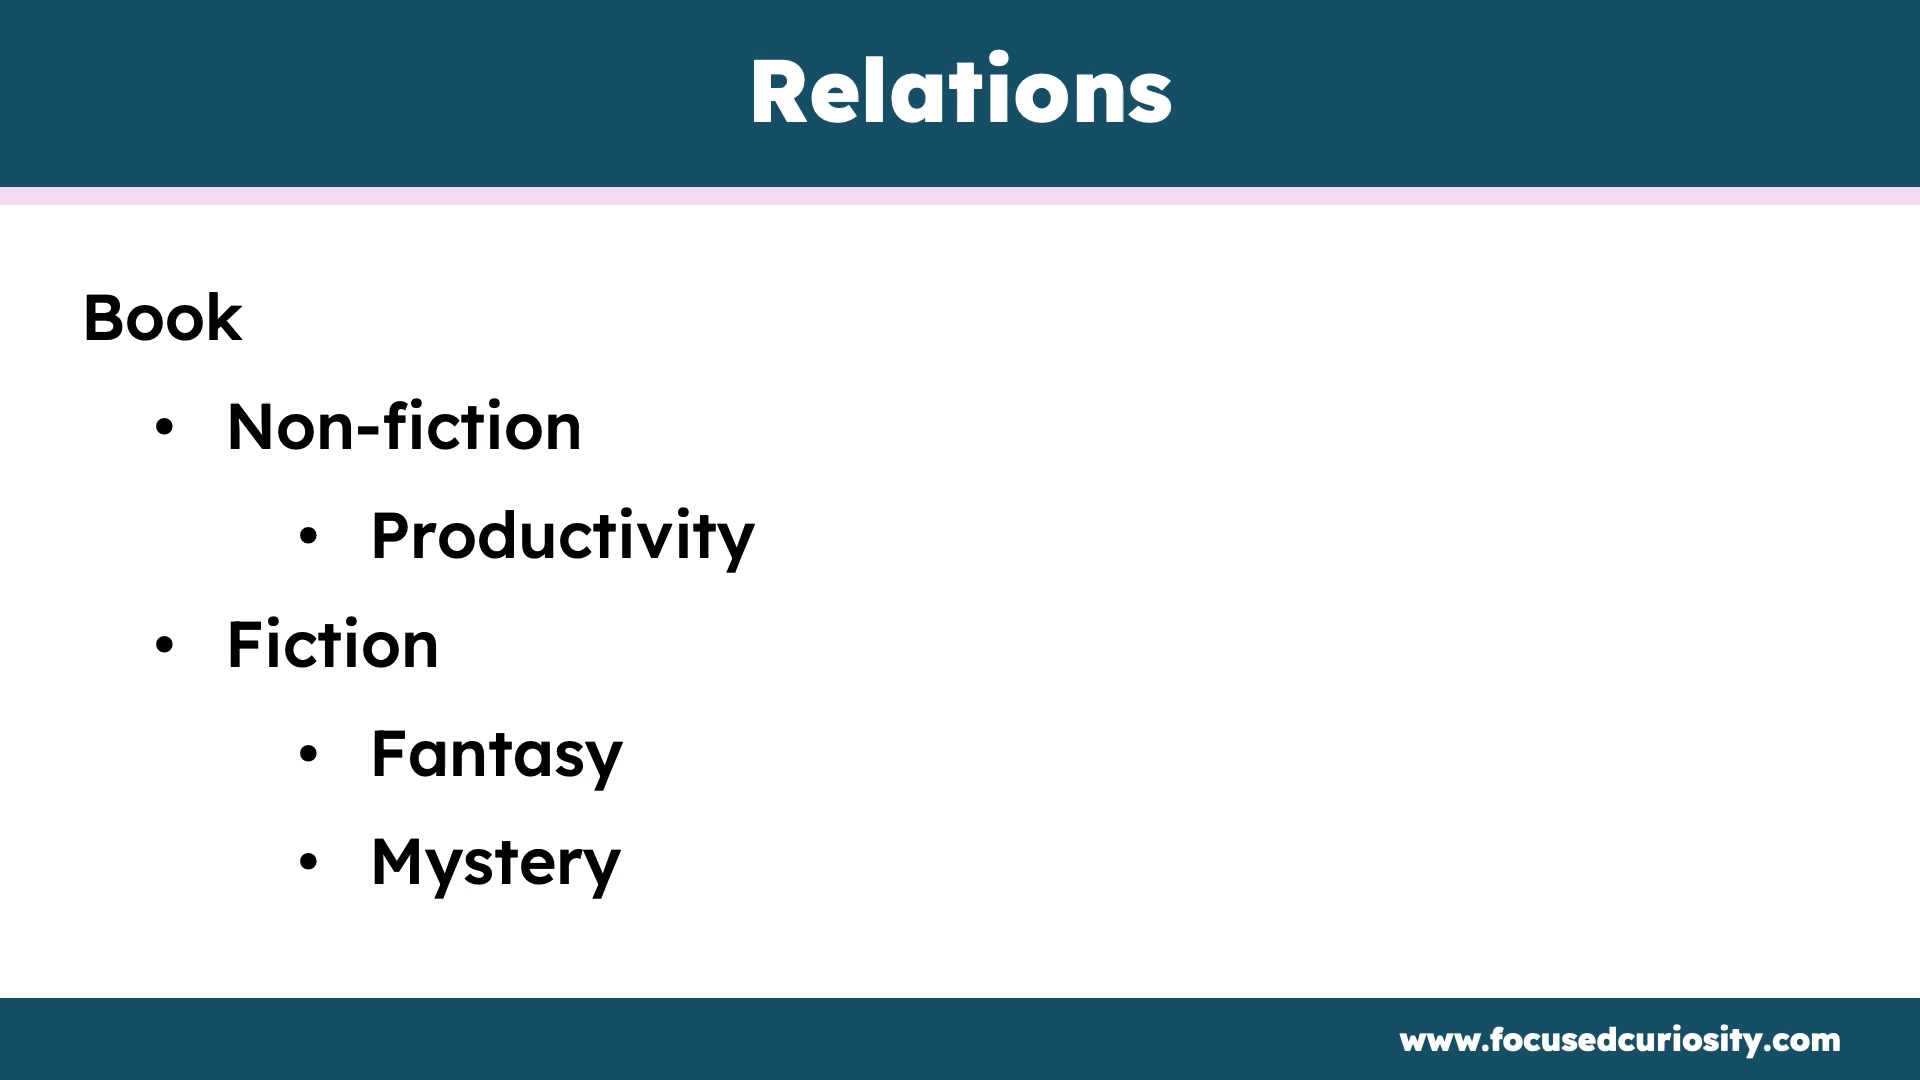 Relations
Book
• Non-fiction
• Productivity
• Fiction
• Fantasy
• Mystery
www.focusedcuriosity.com